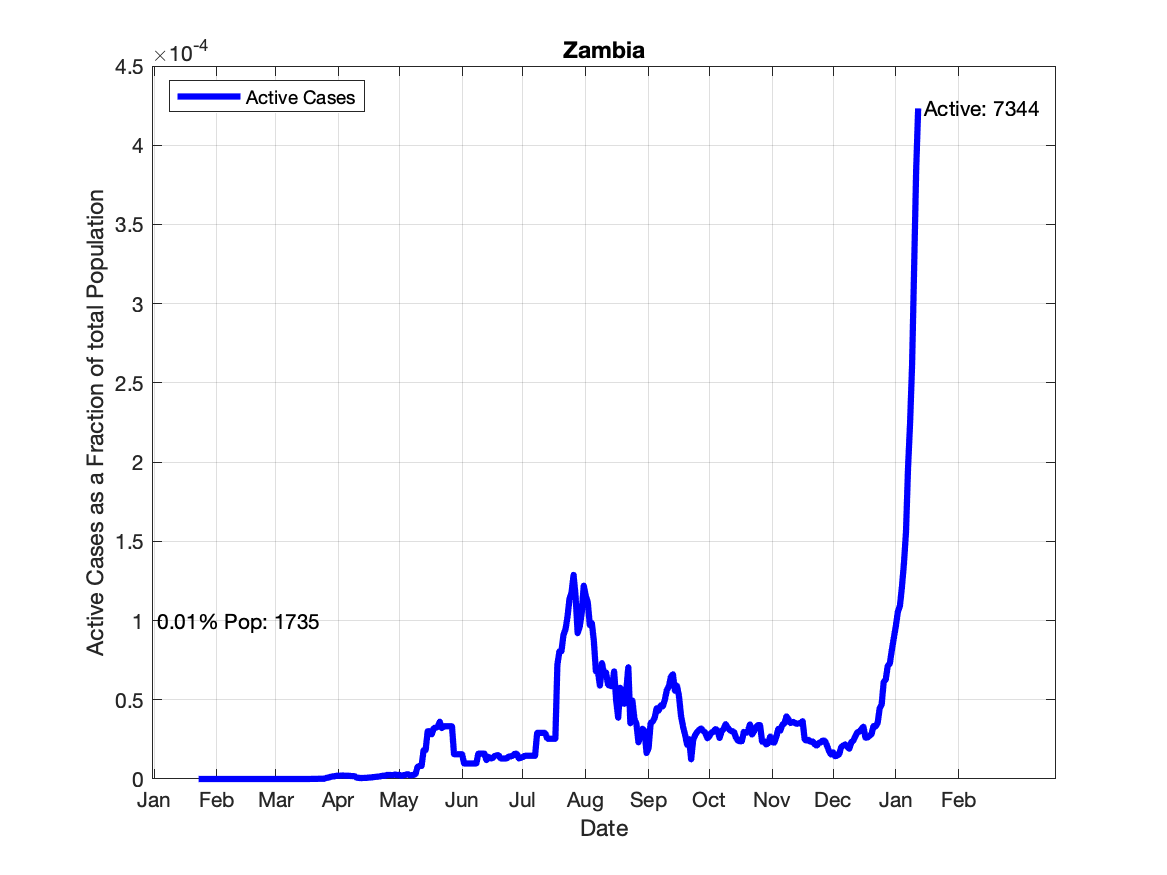 Zambia
×10-4
4.5
4
3.5
3
2.5
2
1.5
1
0.5
0
Active Cases
Active: 7344
0.01% Pop: 1735
Active Cases as a Fraction of total Population
Jan Feb Mar Apr May Jun Jul Aug Sep Oct Nov Dec Jan Feb
Date